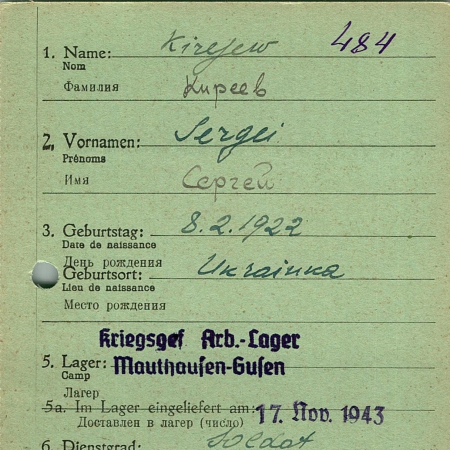 1. Name: Kirejew 484
Nom
Фамилия Киреев
2. Vornamen: Sergei
Prénoms
Имя Сергей
3. Geburtstag: 8.2.1922
Date de naissance
День рождения
Geburtsort: Ukrainka
Lieu de naissance
Место рождения
Kriegsgef Arb.-Lager
5. Lager: Mauthausen-Gusen
Camp
Лагерь
5a. Im Lager eingeliefert am: 17. Nov. 1943
Доставлен в лагерь (число)
6. Dienstgrad: Soldat